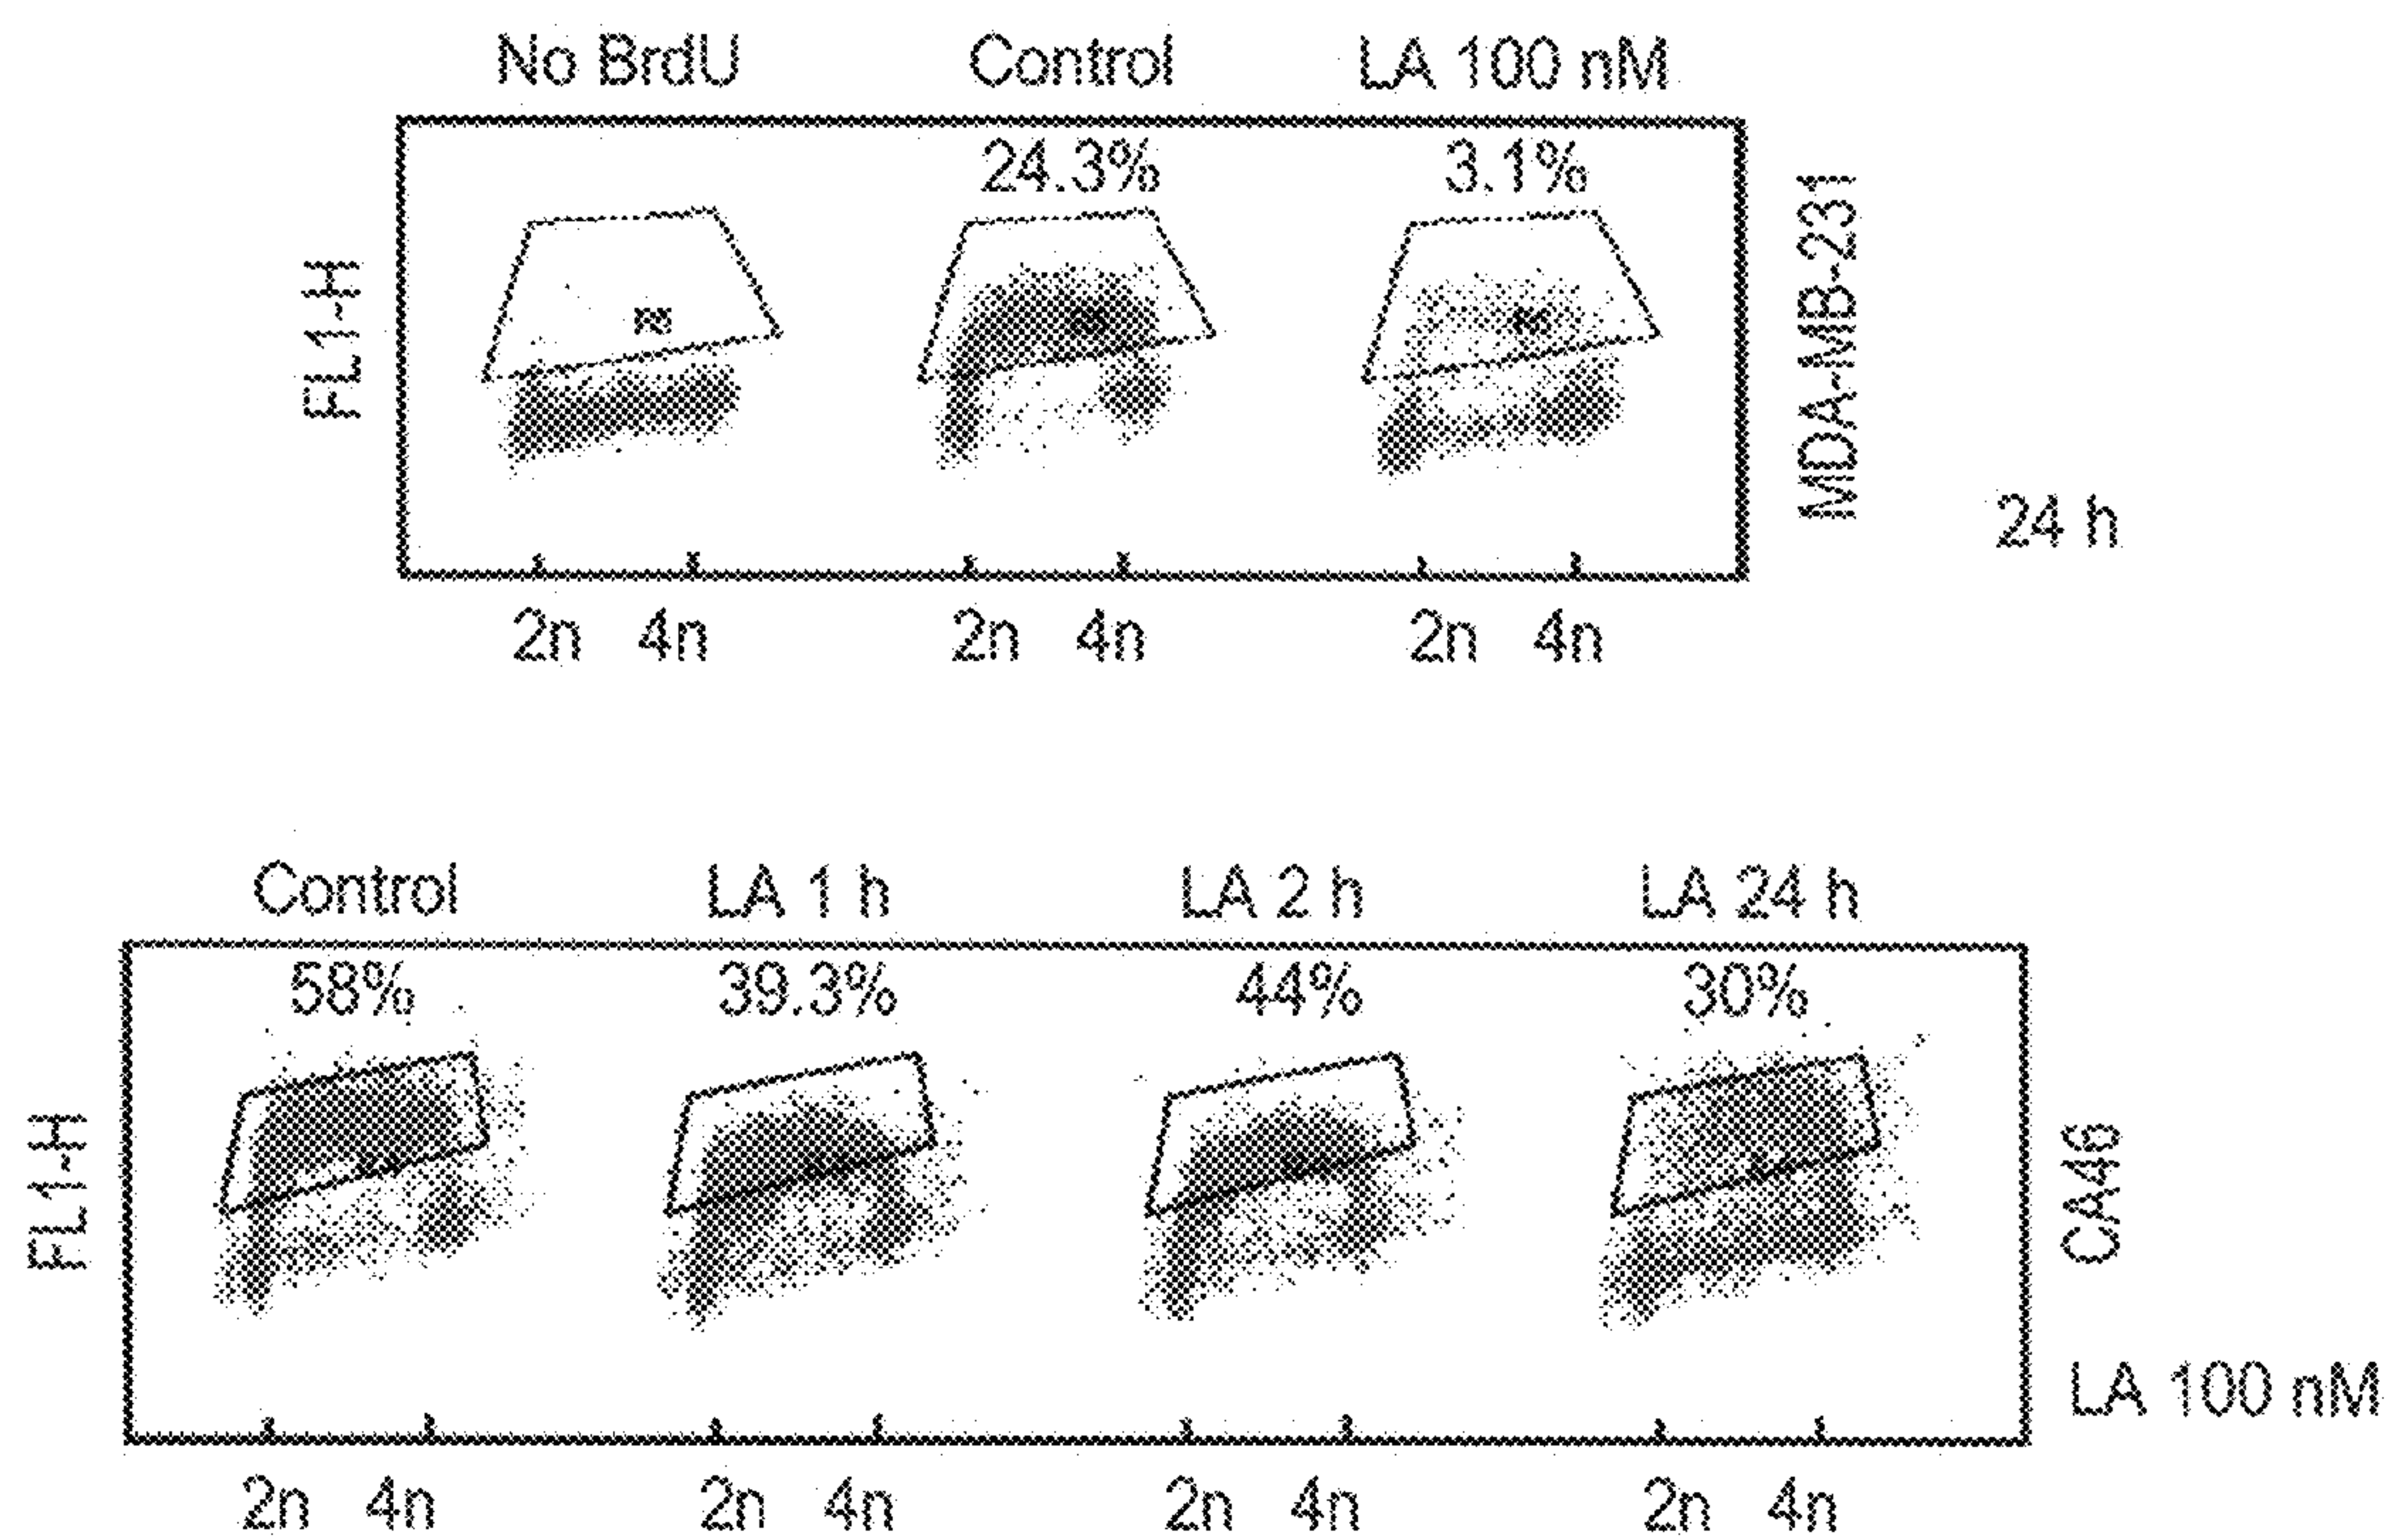 No BrdU Control LA 100 nM
24.3% 3.1%
FL1-H
MDA-MB-231
24 h
2n 4n 2n 4n 2n 4n
Control LA 1 h LA 2 h LA 24 h
58% 39.3% 44% 30%
FL1-H
CA46
LA 100 nM
2n 4n 2n 4n 2n 4n 2n 4n